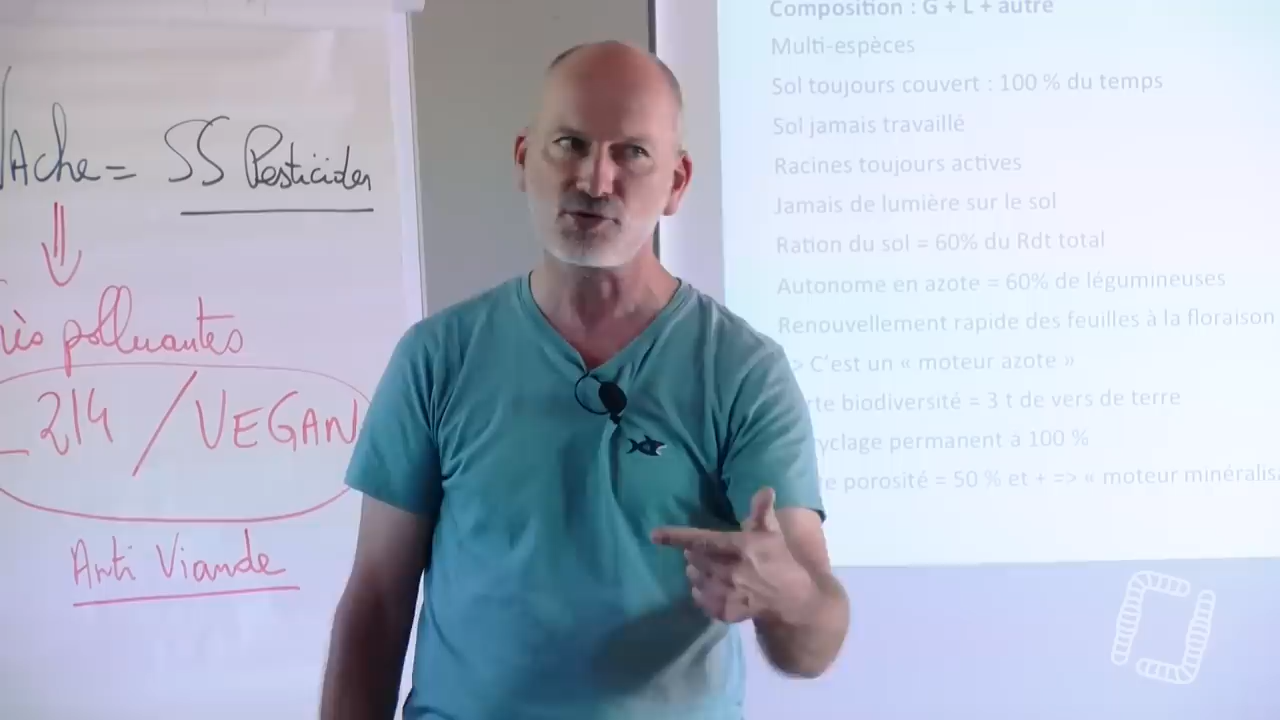 Vache = SS Pesticides
polluantes
214 / VEGAN
Anti Viande
Composition : G + L + autre
Multi-espèces
Sol toujours couvert : 100 % du temps
Sol jamais travaillé
Racines toujours actives
Jamais de lumière sur le sol
Ration du sol = 60% du Rdt total
Autonome en azote = 60% de légumineuses
Renouvellement rapide des feuilles à la floraison
> C'est un « moteur azote »
biodiversité = 3 t de vers de terre
permanent à 100 %
porosité = 50 % et + => « moteur